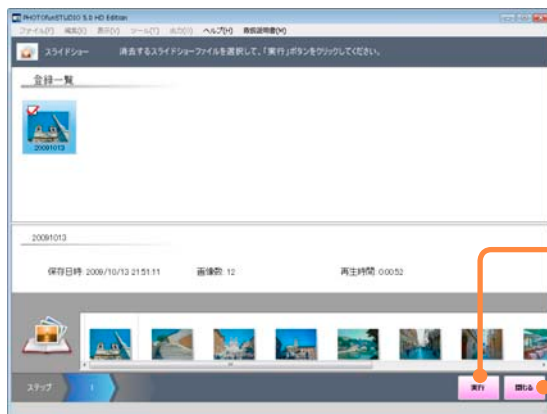 PHOTOfunSTUDIO 5.0 HD Edition
ファイル(F) 編集(E) 表示(V) ツール(T) 出力(O) ヘルプ(H) 取扱説明書(M)
スライドショー 消去するスライドショーファイルを選択して、「実行」ボタンをクリックしてください。
登録一覧
20091013
20091013
保存日時: 2009/10/13 21:51:11 画像数: 12 再生時間: 0:00:52
ステップ 1 実行 閉じる